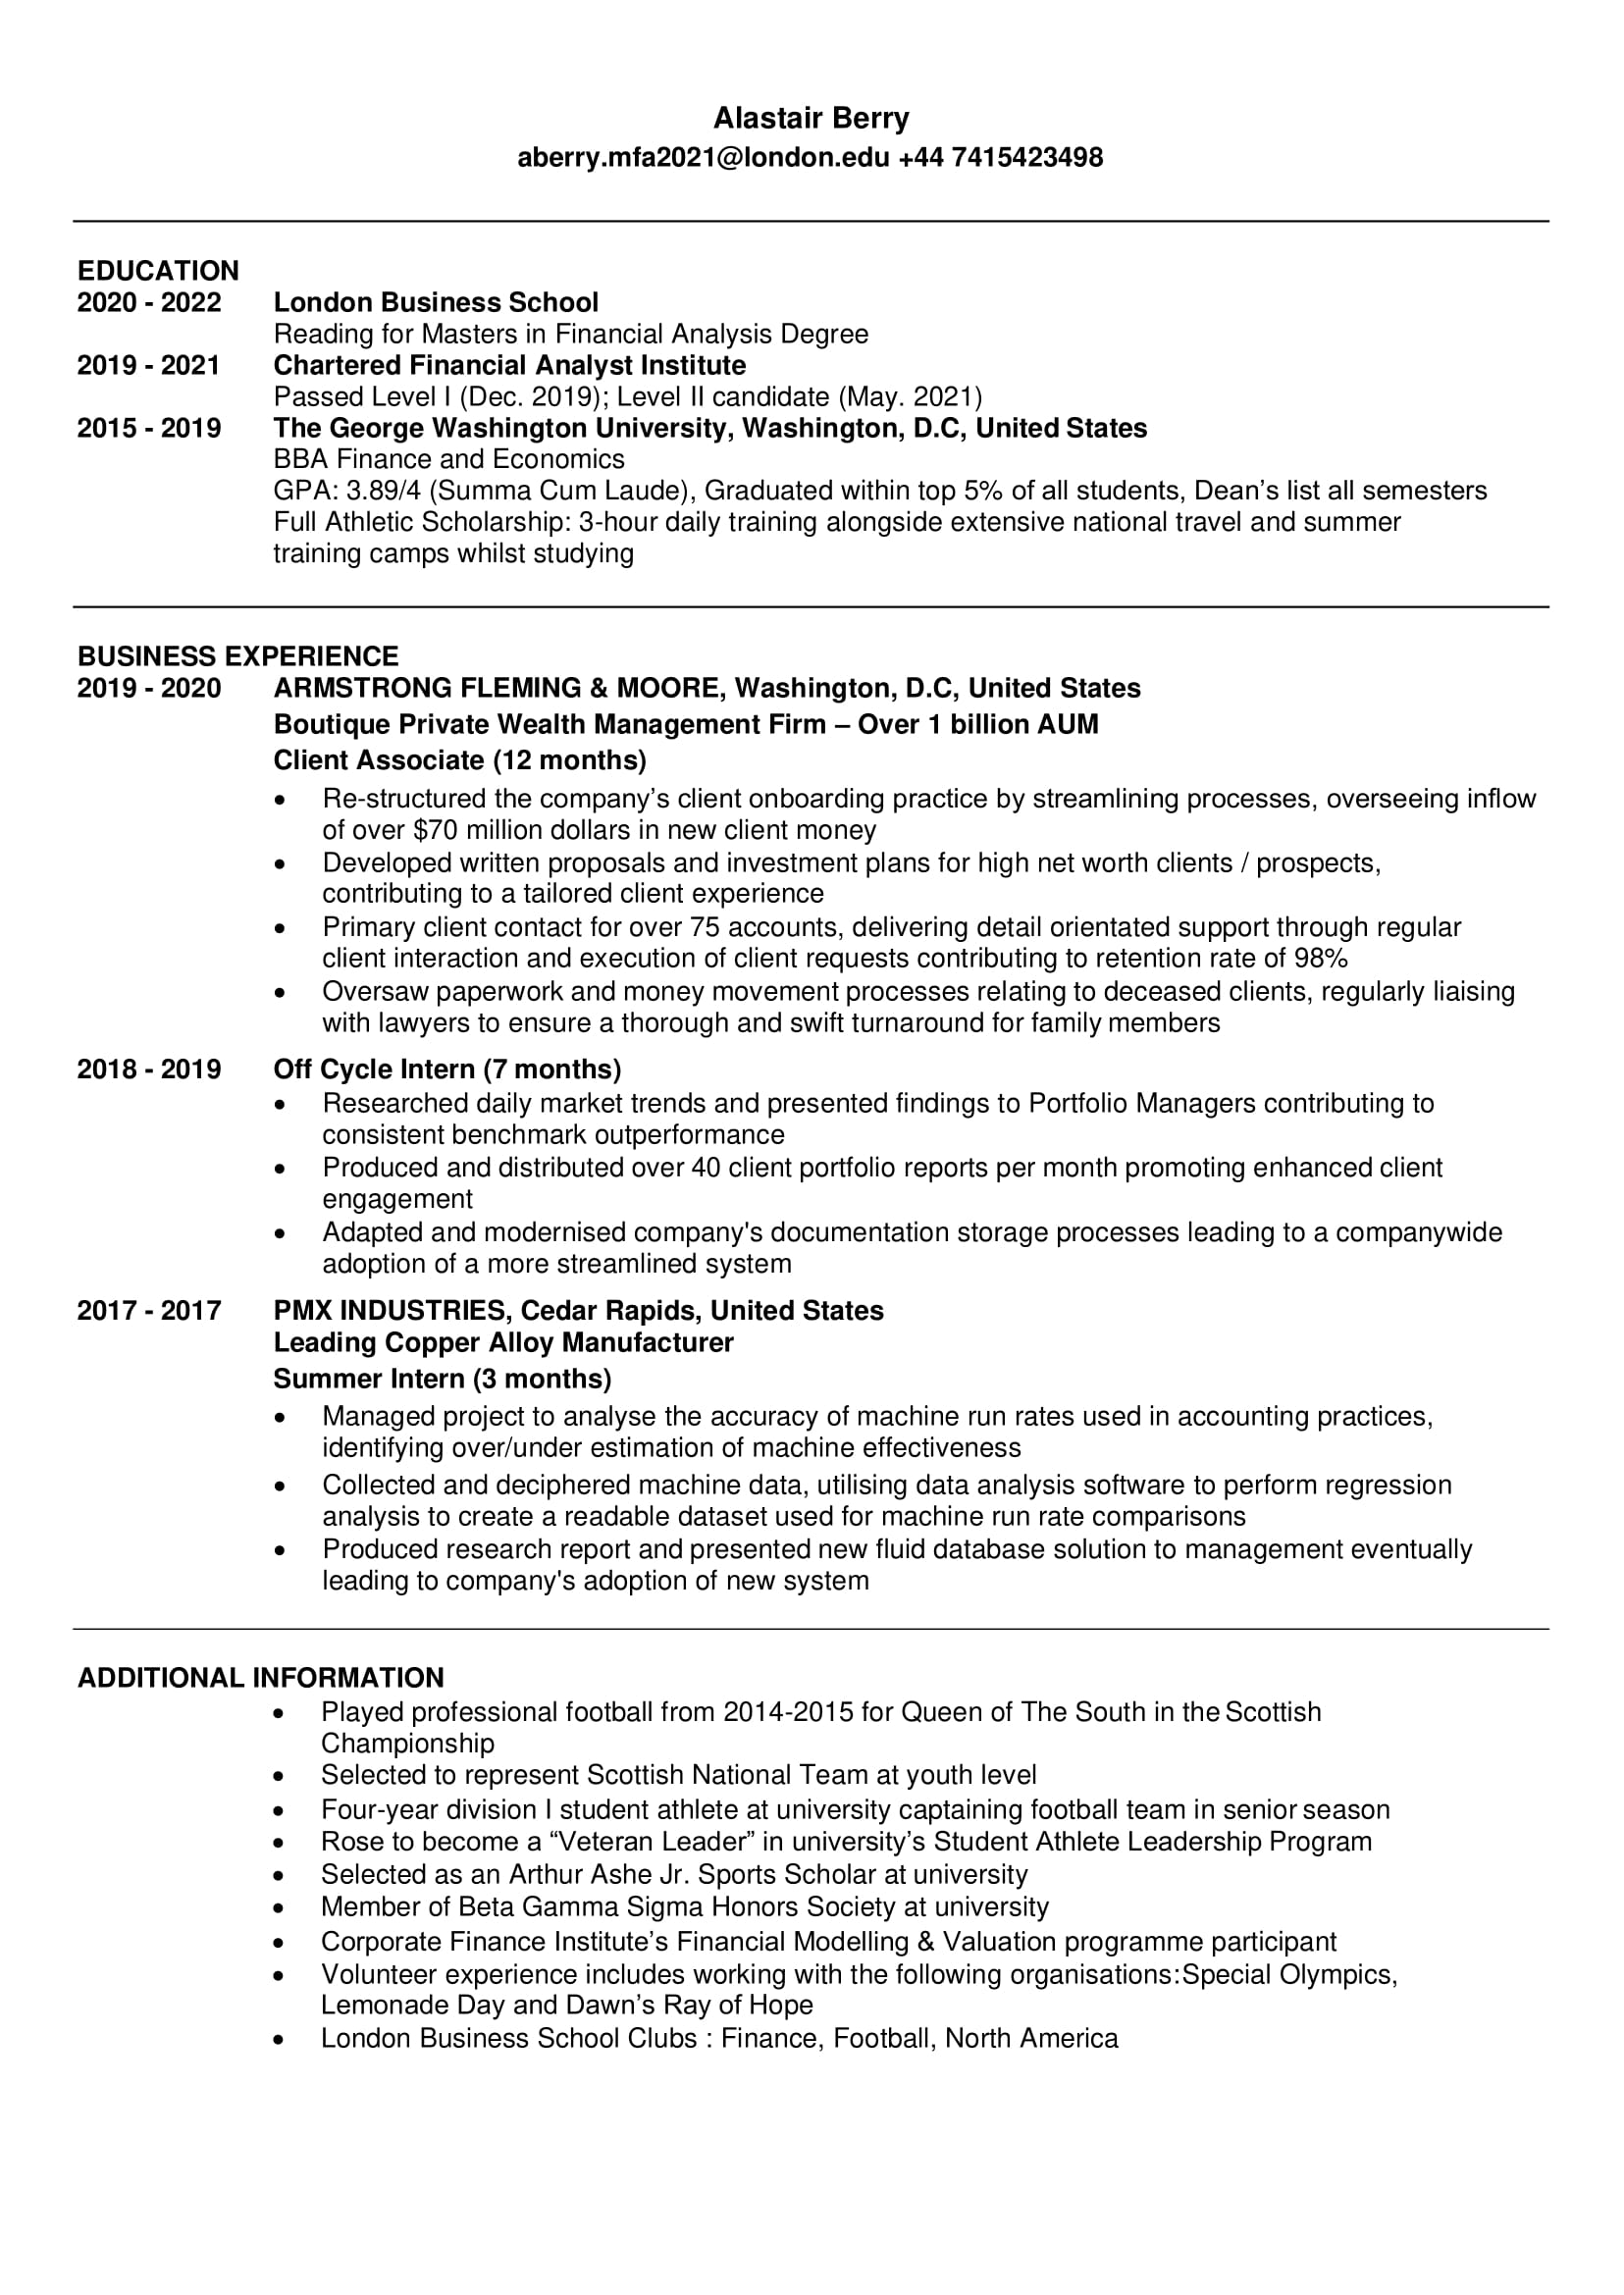 Alastair Berry
aberry.mfa2021@london.edu +44 7415423498
EDUCATION
2020 - 2022 London Business School
Reading for Masters in Financial Analysis Degree
2019 - 2021 Chartered Financial Analyst Institute
Passed Level I (Dec. 2019); Level II candidate (May. 2021)
2015 - 2019 The George Washington University, Washington, D.C, United States
BBA Finance and Economics
GPA: 3.89/4 (Summa Cum Laude), Graduated within top 5% of all students, Dean’s list all semesters
Full Athletic Scholarship: 3-hour daily training alongside extensive national travel and summer
training camps whilst studying
BUSINESS EXPERIENCE
2019 - 2020 ARMSTRONG FLEMING & MOORE, Washington, D.C, United States
Boutique Private Wealth Management Firm – Over 1 billion AUM
Client Associate (12 months)
• Re-structured the company’s client onboarding practice by streamlining processes, overseeing inflow
of over $70 million dollars in new client money
• Developed written proposals and investment plans for high net worth clients / prospects,
contributing to a tailored client experience
• Primary client contact for over 75 accounts, delivering detail orientated support through regular
client interaction and execution of client requests contributing to retention rate of 98%
• Oversaw paperwork and money movement processes relating to deceased clients, regularly liaising
with lawyers to ensure a thorough and swift turnaround for family members
2018 - 2019 Off Cycle Intern (7 months)
• Researched daily market trends and presented findings to Portfolio Managers contributing to
consistent benchmark outperformance
• Produced and distributed over 40 client portfolio reports per month promoting enhanced client
engagement
• Adapted and modernised company's documentation storage processes leading to a companywide
adoption of a more streamlined system
2017 - 2017 PMX INDUSTRIES, Cedar Rapids, United States
Leading Copper Alloy Manufacturer
Summer Intern (3 months)
• Managed project to analyse the accuracy of machine run rates used in accounting practices,
identifying over/under estimation of machine effectiveness
• Collected and deciphered machine data, utilising data analysis software to perform regression
analysis to create a readable dataset used for machine run rate comparisons
• Produced research report and presented new fluid database solution to management eventually
leading to company's adoption of new system
ADDITIONAL INFORMATION
• Played professional football from 2014-2015 for Queen of The South in the Scottish
Championship
• Selected to represent Scottish National Team at youth level
• Four-year division I student athlete at university captaining football team in senior season
• Rose to become a “Veteran Leader” in university’s Student Athlete Leadership Program
• Selected as an Arthur Ashe Jr. Sports Scholar at university
• Member of Beta Gamma Sigma Honors Society at university
• Corporate Finance Institute’s Financial Modelling & Valuation programme participant
• Volunteer experience includes working with the following organisations:Special Olympics,
Lemonade Day and Dawn’s Ray of Hope
• London Business School Clubs : Finance, Football, North America